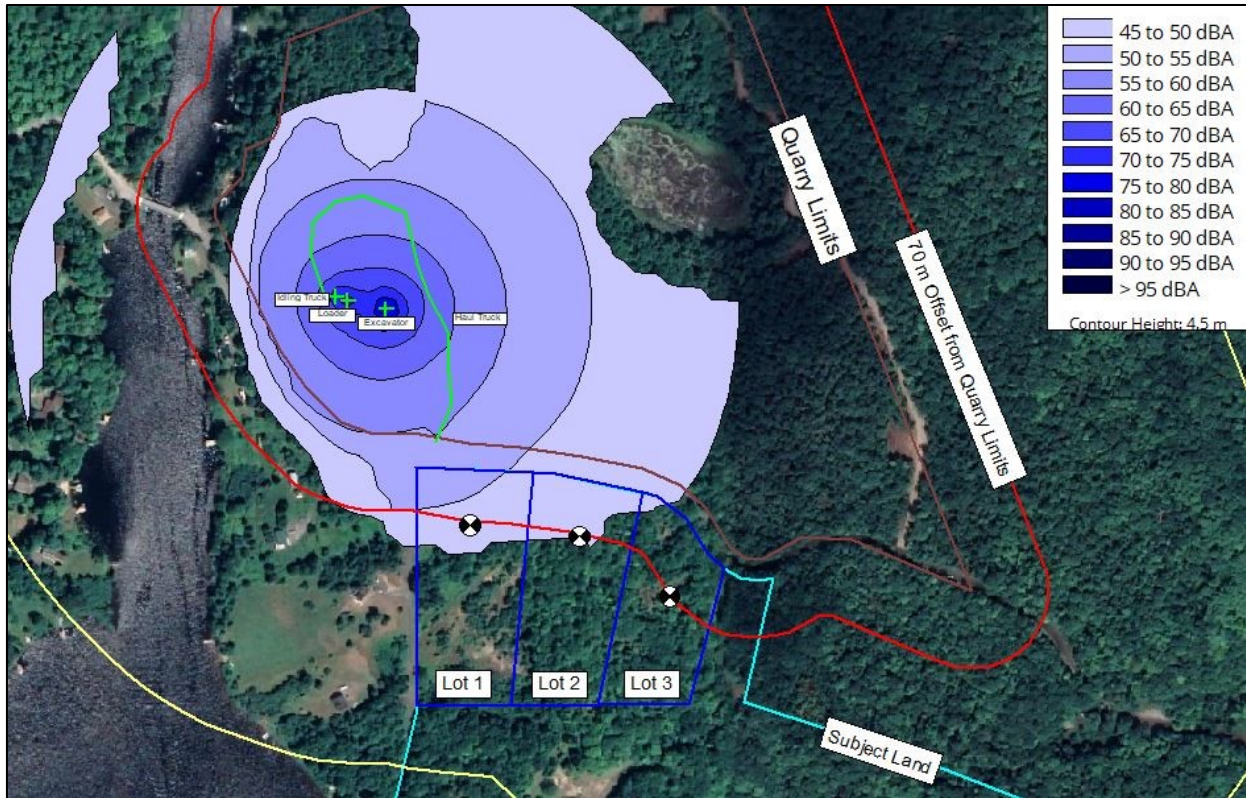 45 to 50 dBA
50 to 55 dBA
55 to 60 dBA
60 to 65 dBA
65 to 70 dBA
70 to 75 dBA
75 to 80 dBA
80 to 85 dBA
85 to 90 dBA
90 to 95 dBA
> 95 dBA
Contour Height: 4.5 m
Quarry Limits
70 m Offset from Quarry Limits
Idling Truck
Loader
Excavator
Haul Truck
Lot 1
Lot 2
Lot 3
Subject Land